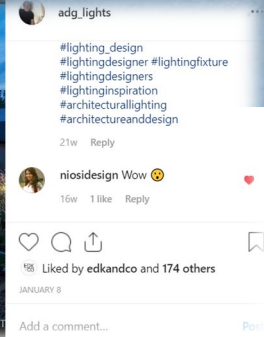 adg_lights
#lighting_design
#lightingdesigner #lightingfixture
#lightingdesigners
#lightinginspiration
#architecturallighting
#architectureanddesign
21w Reply
niosidesign Wow 😮
16w 1 like Reply
Liked by edkandco and 174 others
JANUARY 8
Add a comment... Post